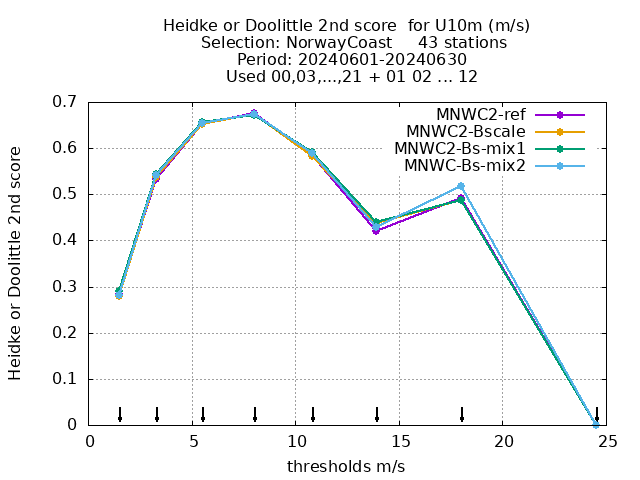 Heidke or Doolittle 2nd score  for U10m (m/s)
Selection: NorwayCoast     43 stations
Period: 20240601-20240630
Used 00,03,...,21 + 01 02 ... 12
MNWC2-ref
MNWC2-Bscale
MNWC2-Bs-mix1
MNWC-Bs-mix2
Heidke or Doolittle 2nd score
0.7
0.6
0.5
0.4
0.3
0.2
0.1
0
0 5 10 15 20 25
thresholds m/s